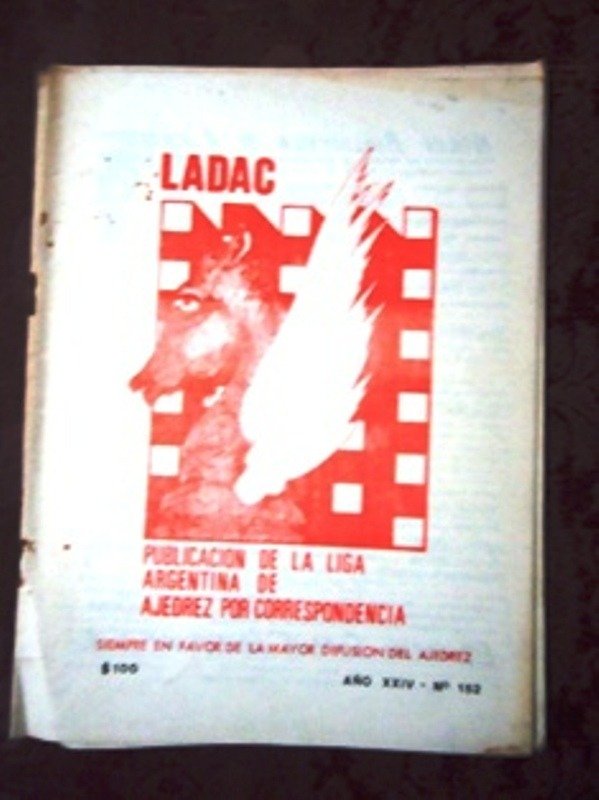 LADAC
PUBLICACION DE LA LIGA
ARGENTINA DE
AJEDREZ POR CORRESPONDENCIA
SIEMPRE EN FAVOR DE LA MAYOR DIFUSION DEL AJEDREZ
$100
AÑO XXIV - Nº 152